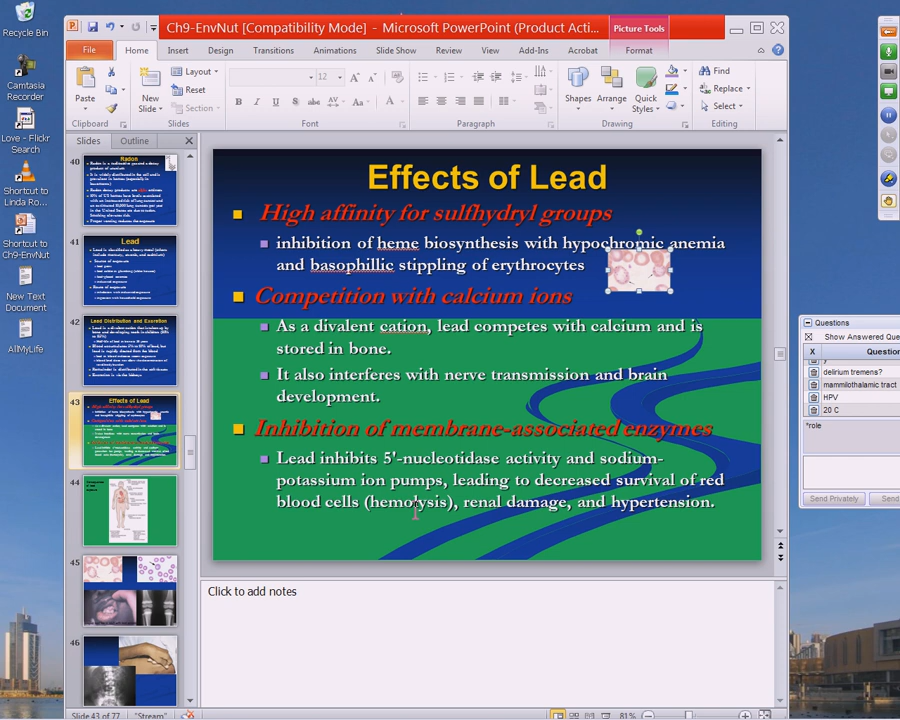 Recycle Bin
Camtasia
Recorder
Love - Flickr
Search
Shortcut to
Linda Ro...
Shortcut to
Ch9-EnvNut
New Text
Document
AllMyLife
Ch9-EnvNut [Compatibility Mode] - Microsoft PowerPoint (Product Acti...
Picture Tools
File
Home
Insert
Design
Transitions
Animations
Slide Show
Review
View
Add-Ins
Acrobat
Format
Paste
Clipboard
New
Slide
Layout
Reset
Section
Slides
12
Font
Paragraph
Shapes
Arrange
Quick
Styles
Drawing
Find
Replace
Select
Editing
Slides
Outline
40
Radon
41
Lead
42
Lead Distribution and Excretion
43
Effects of Lead
44
45
46
Effects of Lead
High affinity for sulfhydryl groups
inhibition of heme biosynthesis with hypochromic anemia
and basophillic stippling of erythrocytes
Competition with calcium ions
As a divalent cation, lead competes with calcium and is
stored in bone.
It also interferes with nerve transmission and brain
development.
Inhibition of membrane-associated enzymes
Lead inhibits 5'-nucleotidase activity and sodium-
potassium ion pumps, leading to decreased survival of red
blood cells (hemolysis), renal damage, and hypertension.
Click to add notes
Slide 43 of 77
"Stream"
81%
Questions
Show Answered Que
X
Question
delirium tremens?
mammilothalamic tract
HPV
20 C
*role
Send Privately
Send